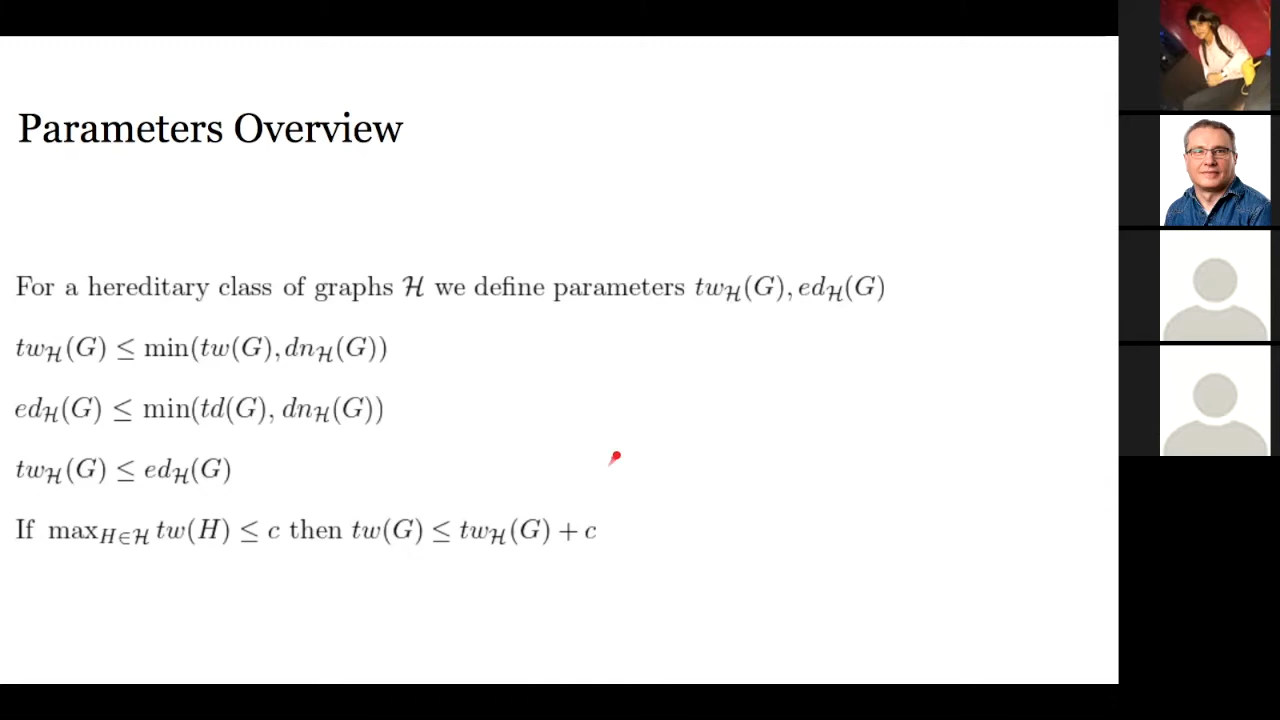 Parameters Overview
For a hereditary class of graphs ℋ we define parameters tw_ℋ(G), ed_ℋ(G)
tw_ℋ(G) ≤ min(tw(G), dn_ℋ(G))
ed_ℋ(G) ≤ min(td(G), dn_ℋ(G))
tw_ℋ(G) ≤ ed_ℋ(G)
If max_{H∈ℋ} tw(H) ≤ c then tw(G) ≤ tw_ℋ(G) + c